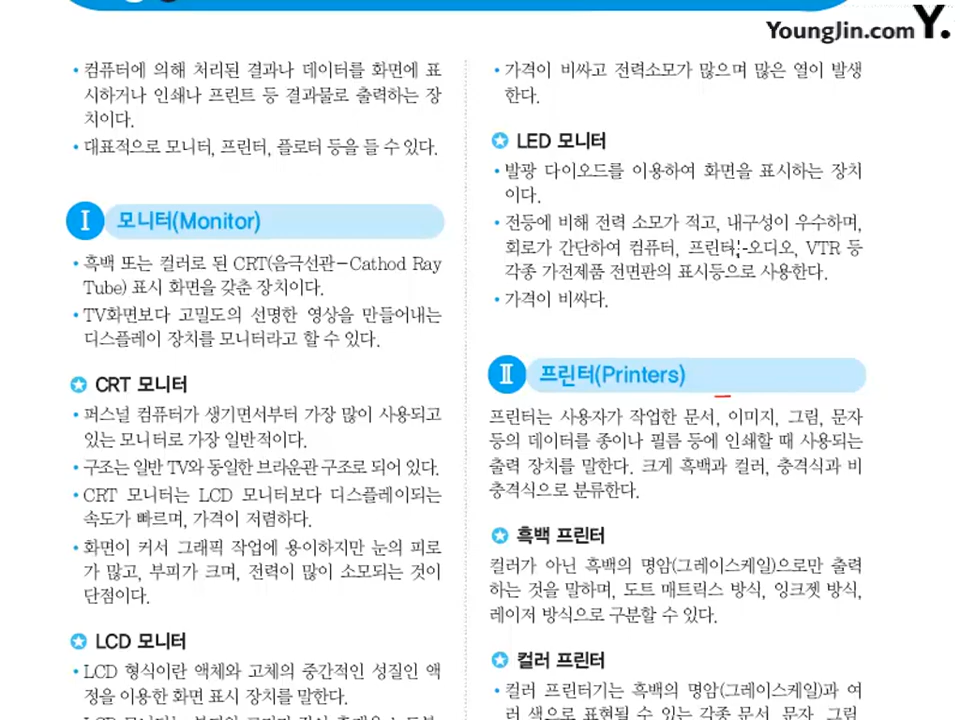 YoungJin.com Y.
• 컴퓨터에 의해 처리된 결과나 데이터를 화면에 표
시하거나 인쇄나 프린트 등 결과물로 출력하는 장
치이다.
• 대표적으로 모니터, 프린터, 플로터 등을 들 수 있다.
Ⅰ 모니터(Monitor)
• 흑백 또는 컬러로 된 CRT(음극선관-Cathod Ray
Tube) 표시 화면을 갖춘 장치이다.
• TV화면보다 고밀도의 선명한 영상을 만들어내는
디스플레이 장치를 모니터라고 할 수 있다.
CRT 모니터
• 퍼스널 컴퓨터가 생기면서부터 가장 많이 사용되고
있는 모니터로 가장 일반적이다.
• 구조는 일반 TV와 동일한 브라운관 구조로 되어 있다.
• CRT 모니터는 LCD 모니터보다 디스플레이되는
속도가 빠르며, 가격이 저렴하다.
• 화면이 커서 그래픽 작업에 용이하지만 눈의 피로
가 많고, 부피가 크며, 전력이 많이 소모되는 것이
단점이다.
LCD 모니터
• LCD 형식이란 액체와 고체의 중간적인 성질인 액
정을 이용한 화면 표시 장치를 말한다.
• 가격이 비싸고 전력소모가 많으며 많은 열이 발생
한다.
LED 모니터
• 발광 다이오드를 이용하여 화면을 표시하는 장치
이다.
• 전등에 비해 전력 소모가 적고, 내구성이 우수하며,
회로가 간단하여 컴퓨터, 프린터, 오디오, VTR 등
각종 가전제품 전면판의 표시등으로 사용한다.
• 가격이 비싸다.
Ⅱ 프린터(Printers)
프린터는 사용자가 작업한 문서, 이미지, 그림, 문자
등의 데이터를 종이나 필름 등에 인쇄할 때 사용되는
출력 장치를 말한다. 크게 흑백과 컬러, 충격식과 비
충격식으로 분류한다.
흑백 프린터
컬러가 아닌 흑백의 명암(그레이스케일)으로만 출력
하는 것을 말하며, 도트 매트릭스 방식, 잉크젯 방식,
레이저 방식으로 구분할 수 있다.
컬러 프린터
• 컬러 프린터기는 흑백의 명암(그레이스케일)과 여
러 색으로 표현될 수 있는 각종 문서, 문자, 그림,